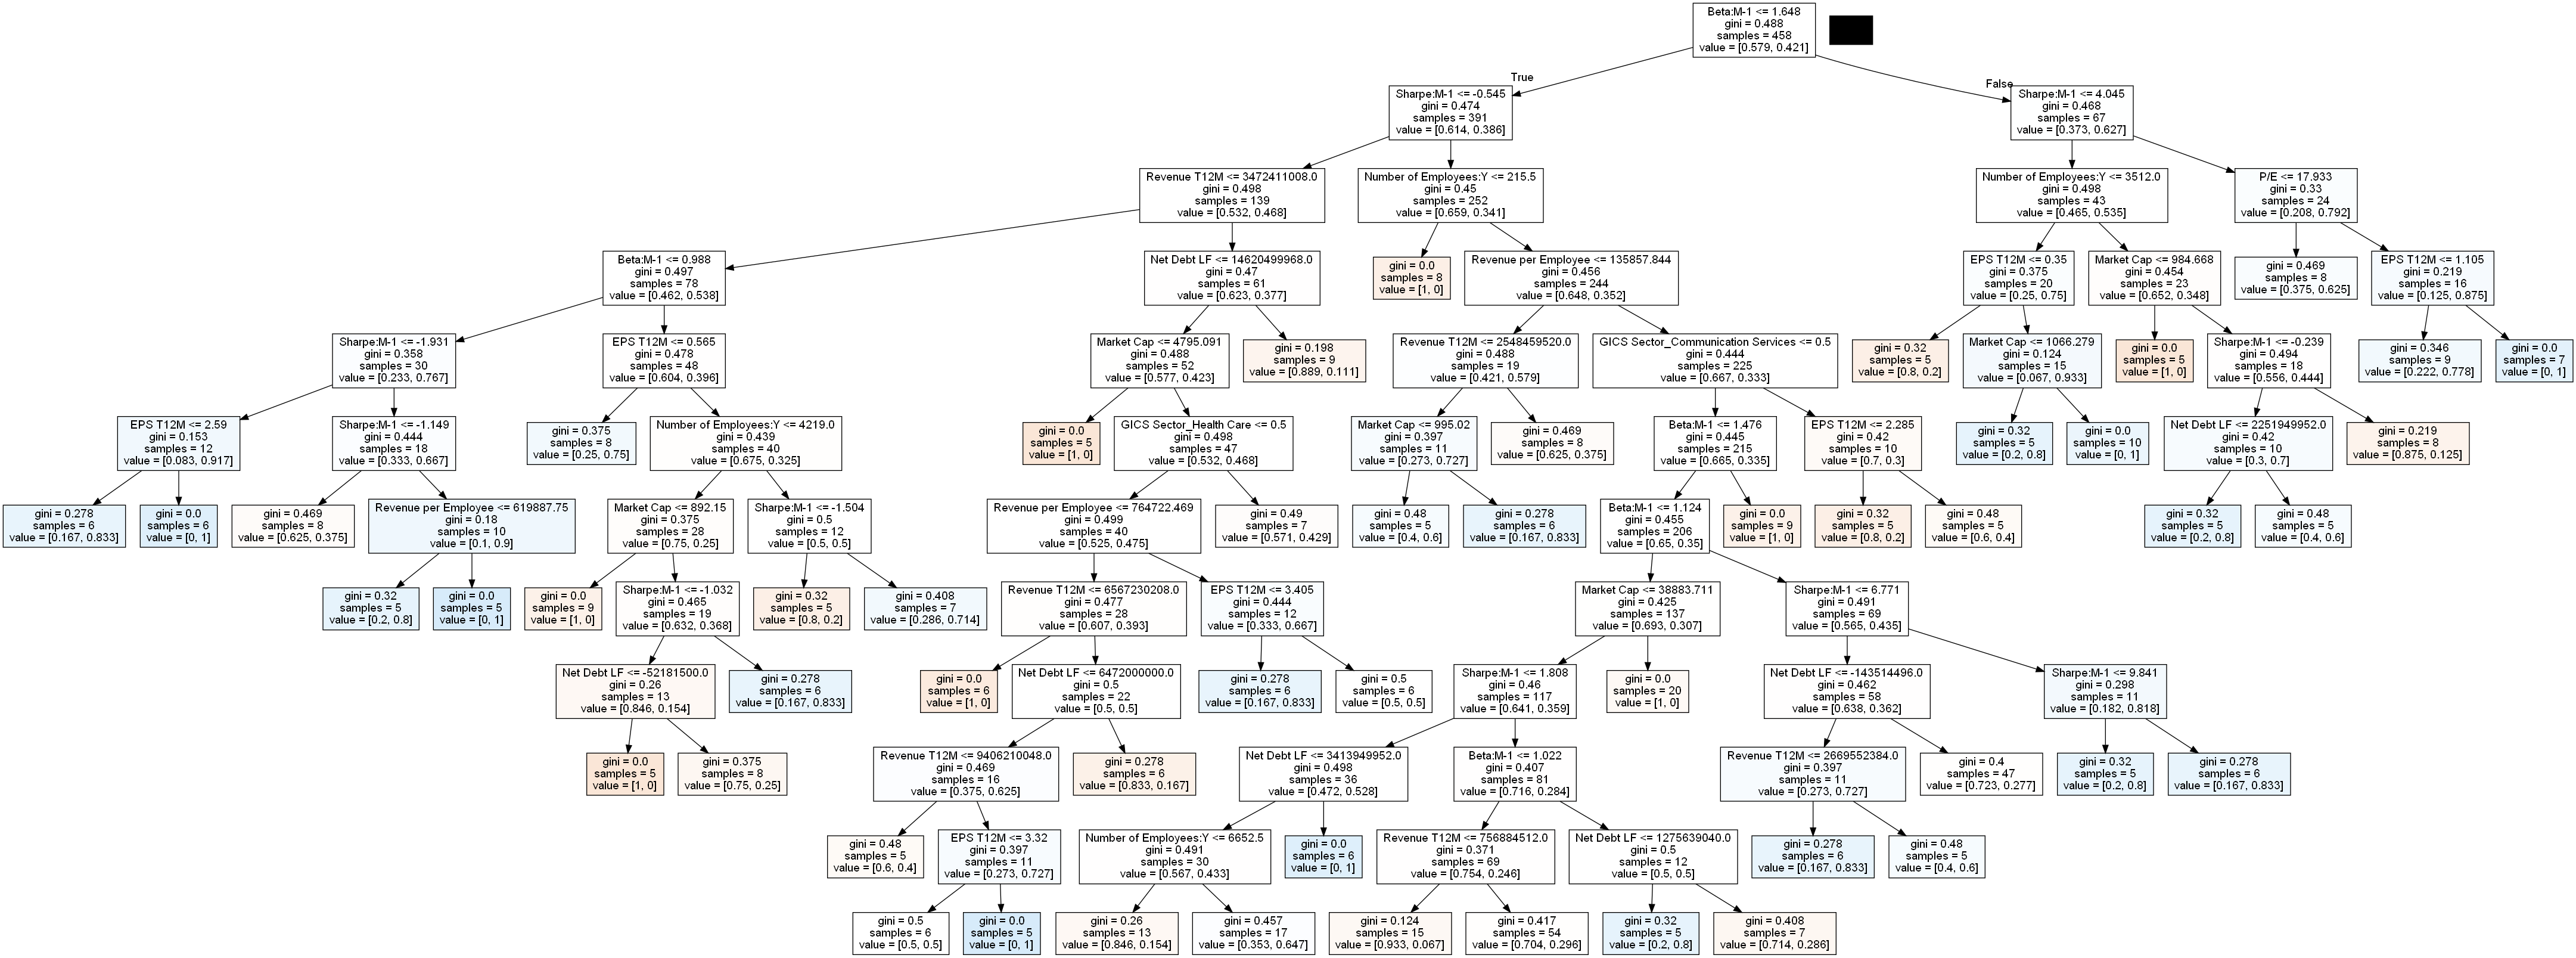 Beta:M-1 <= 1.648
gini = 0.488
samples = 458
value = [0.579, 0.421]
True
False
Sharpe:M-1 <= -0.545
gini = 0.474
samples = 391
value = [0.614, 0.386]
Sharpe:M-1 <= 4.045
gini = 0.468
samples = 67
value = [0.373, 0.627]
Revenue T12M <= 3472411008.0
gini = 0.498
samples = 139
value = [0.532, 0.468]
Number of Employees:Y <= 215.5
gini = 0.45
samples = 252
value = [0.659, 0.341]
Number of Employees:Y <= 3512.0
gini = 0.498
samples = 43
value = [0.465, 0.535]
P/E <= 17.933
gini = 0.33
samples = 24
value = [0.208, 0.792]
Beta:M-1 <= 0.988
gini = 0.497
samples = 78
value = [0.462, 0.538]
Net Debt LF <= 14620499968.0
gini = 0.47
samples = 61
value = [0.623, 0.377]
gini = 0.0
samples = 8
value = [1, 0]
Revenue per Employee <= 135857.844
gini = 0.456
samples = 244
value = [0.648, 0.352]
EPS T12M <= 0.35
gini = 0.375
samples = 20
value = [0.25, 0.75]
Market Cap <= 984.668
gini = 0.454
samples = 23
value = [0.652, 0.348]
gini = 0.469
samples = 8
value = [0.375, 0.625]
EPS T12M <= 1.105
gini = 0.219
samples = 16
value = [0.125, 0.875]
Sharpe:M-1 <= -1.931
gini = 0.358
samples = 30
value = [0.233, 0.767]
EPS T12M <= 0.565
gini = 0.478
samples = 48
value = [0.604, 0.396]
Market Cap <= 4795.091
gini = 0.488
samples = 52
value = [0.577, 0.423]
gini = 0.198
samples = 9
value = [0.889, 0.111]
Revenue T12M <= 2548459520.0
gini = 0.488
samples = 19
value = [0.421, 0.579]
GICS Sector_Communication Services <= 0.5
gini = 0.444
samples = 225
value = [0.667, 0.333]
gini = 0.32
samples = 5
value = [0.8, 0.2]
Market Cap <= 1066.279
gini = 0.124
samples = 15
value = [0.067, 0.933]
gini = 0.0
samples = 5
value = [1, 0]
Sharpe:M-1 <= -0.239
gini = 0.494
samples = 18
value = [0.556, 0.444]
gini = 0.346
samples = 9
value = [0.222, 0.778]
gini = 0.0
samples = 7
value = [0, 1]
EPS T12M <= 2.59
gini = 0.153
samples = 12
value = [0.083, 0.917]
Sharpe:M-1 <= -1.149
gini = 0.444
samples = 18
value = [0.333, 0.667]
gini = 0.375
samples = 8
value = [0.25, 0.75]
Number of Employees:Y <= 4219.0
gini = 0.439
samples = 40
value = [0.675, 0.325]
gini = 0.0
samples = 5
value = [1, 0]
GICS Sector_Health Care <= 0.5
gini = 0.498
samples = 47
value = [0.532, 0.468]
Market Cap <= 995.02
gini = 0.397
samples = 11
value = [0.273, 0.727]
gini = 0.469
samples = 8
value = [0.625, 0.375]
Beta:M-1 <= 1.476
gini = 0.445
samples = 215
value = [0.665, 0.335]
EPS T12M <= 2.285
gini = 0.42
samples = 10
value = [0.7, 0.3]
gini = 0.32
samples = 5
value = [0.2, 0.8]
gini = 0.0
samples = 10
value = [0, 1]
Net Debt LF <= 2251949952.0
gini = 0.42
samples = 10
value = [0.3, 0.7]
gini = 0.219
samples = 8
value = [0.875, 0.125]
gini = 0.278
samples = 6
value = [0.167, 0.833]
gini = 0.0
samples = 6
value = [0, 1]
gini = 0.469
samples = 8
value = [0.625, 0.375]
Revenue per Employee <= 619887.75
gini = 0.18
samples = 10
value = [0.1, 0.9]
Market Cap <= 892.15
gini = 0.375
samples = 28
value = [0.75, 0.25]
Sharpe:M-1 <= -1.504
gini = 0.5
samples = 12
value = [0.5, 0.5]
Revenue per Employee <= 764722.469
gini = 0.499
samples = 40
value = [0.525, 0.475]
gini = 0.49
samples = 7
value = [0.571, 0.429]
gini = 0.48
samples = 5
value = [0.4, 0.6]
gini = 0.278
samples = 6
value = [0.167, 0.833]
Beta:M-1 <= 1.124
gini = 0.455
samples = 206
value = [0.65, 0.35]
gini = 0.0
samples = 9
value = [1, 0]
gini = 0.32
samples = 5
value = [0.8, 0.2]
gini = 0.48
samples = 5
value = [0.6, 0.4]
gini = 0.32
samples = 5
value = [0.2, 0.8]
gini = 0.48
samples = 5
value = [0.4, 0.6]
gini = 0.32
samples = 5
value = [0.2, 0.8]
gini = 0.0
samples = 5
value = [0, 1]
gini = 0.0
samples = 9
value = [1, 0]
Sharpe:M-1 <= -1.032
gini = 0.465
samples = 19
value = [0.632, 0.368]
gini = 0.32
samples = 5
value = [0.8, 0.2]
gini = 0.408
samples = 7
value = [0.286, 0.714]
Revenue T12M <= 6567230208.0
gini = 0.477
samples = 28
value = [0.607, 0.393]
EPS T12M <= 3.405
gini = 0.444
samples = 12
value = [0.333, 0.667]
Market Cap <= 38883.711
gini = 0.425
samples = 137
value = [0.693, 0.307]
Sharpe:M-1 <= 6.771
gini = 0.491
samples = 69
value = [0.565, 0.435]
Net Debt LF <= -52181500.0
gini = 0.26
samples = 13
value = [0.846, 0.154]
gini = 0.278
samples = 6
value = [0.167, 0.833]
gini = 0.0
samples = 6
value = [1, 0]
Net Debt LF <= 6472000000.0
gini = 0.5
samples = 22
value = [0.5, 0.5]
gini = 0.278
samples = 6
value = [0.167, 0.833]
gini = 0.5
samples = 6
value = [0.5, 0.5]
Sharpe:M-1 <= 1.808
gini = 0.46
samples = 117
value = [0.641, 0.359]
gini = 0.0
samples = 20
value = [1, 0]
Net Debt LF <= -143514496.0
gini = 0.462
samples = 58
value = [0.638, 0.362]
Sharpe:M-1 <= 9.841
gini = 0.298
samples = 11
value = [0.182, 0.818]
gini = 0.0
samples = 5
value = [1, 0]
gini = 0.375
samples = 8
value = [0.75, 0.25]
Revenue T12M <= 9406210048.0
gini = 0.469
samples = 16
value = [0.375, 0.625]
gini = 0.278
samples = 6
value = [0.833, 0.167]
Net Debt LF <= 3413949952.0
gini = 0.498
samples = 36
value = [0.472, 0.528]
Beta:M-1 <= 1.022
gini = 0.407
samples = 81
value = [0.716, 0.284]
Revenue T12M <= 2669552384.0
gini = 0.397
samples = 11
value = [0.273, 0.727]
gini = 0.4
samples = 47
value = [0.723, 0.277]
gini = 0.32
samples = 5
value = [0.2, 0.8]
gini = 0.278
samples = 6
value = [0.167, 0.833]
gini = 0.48
samples = 5
value = [0.6, 0.4]
EPS T12M <= 3.32
gini = 0.397
samples = 11
value = [0.273, 0.727]
Number of Employees:Y <= 6652.5
gini = 0.491
samples = 30
value = [0.567, 0.433]
gini = 0.0
samples = 6
value = [0, 1]
Revenue T12M <= 756884512.0
gini = 0.371
samples = 69
value = [0.754, 0.246]
Net Debt LF <= 1275639040.0
gini = 0.5
samples = 12
value = [0.5, 0.5]
gini = 0.278
samples = 6
value = [0.167, 0.833]
gini = 0.48
samples = 5
value = [0.4, 0.6]
gini = 0.5
samples = 6
value = [0.5, 0.5]
gini = 0.0
samples = 5
value = [0, 1]
gini = 0.26
samples = 13
value = [0.846, 0.154]
gini = 0.457
samples = 17
value = [0.353, 0.647]
gini = 0.124
samples = 15
value = [0.933, 0.067]
gini = 0.417
samples = 54
value = [0.704, 0.296]
gini = 0.32
samples = 5
value = [0.2, 0.8]
gini = 0.408
samples = 7
value = [0.714, 0.286]